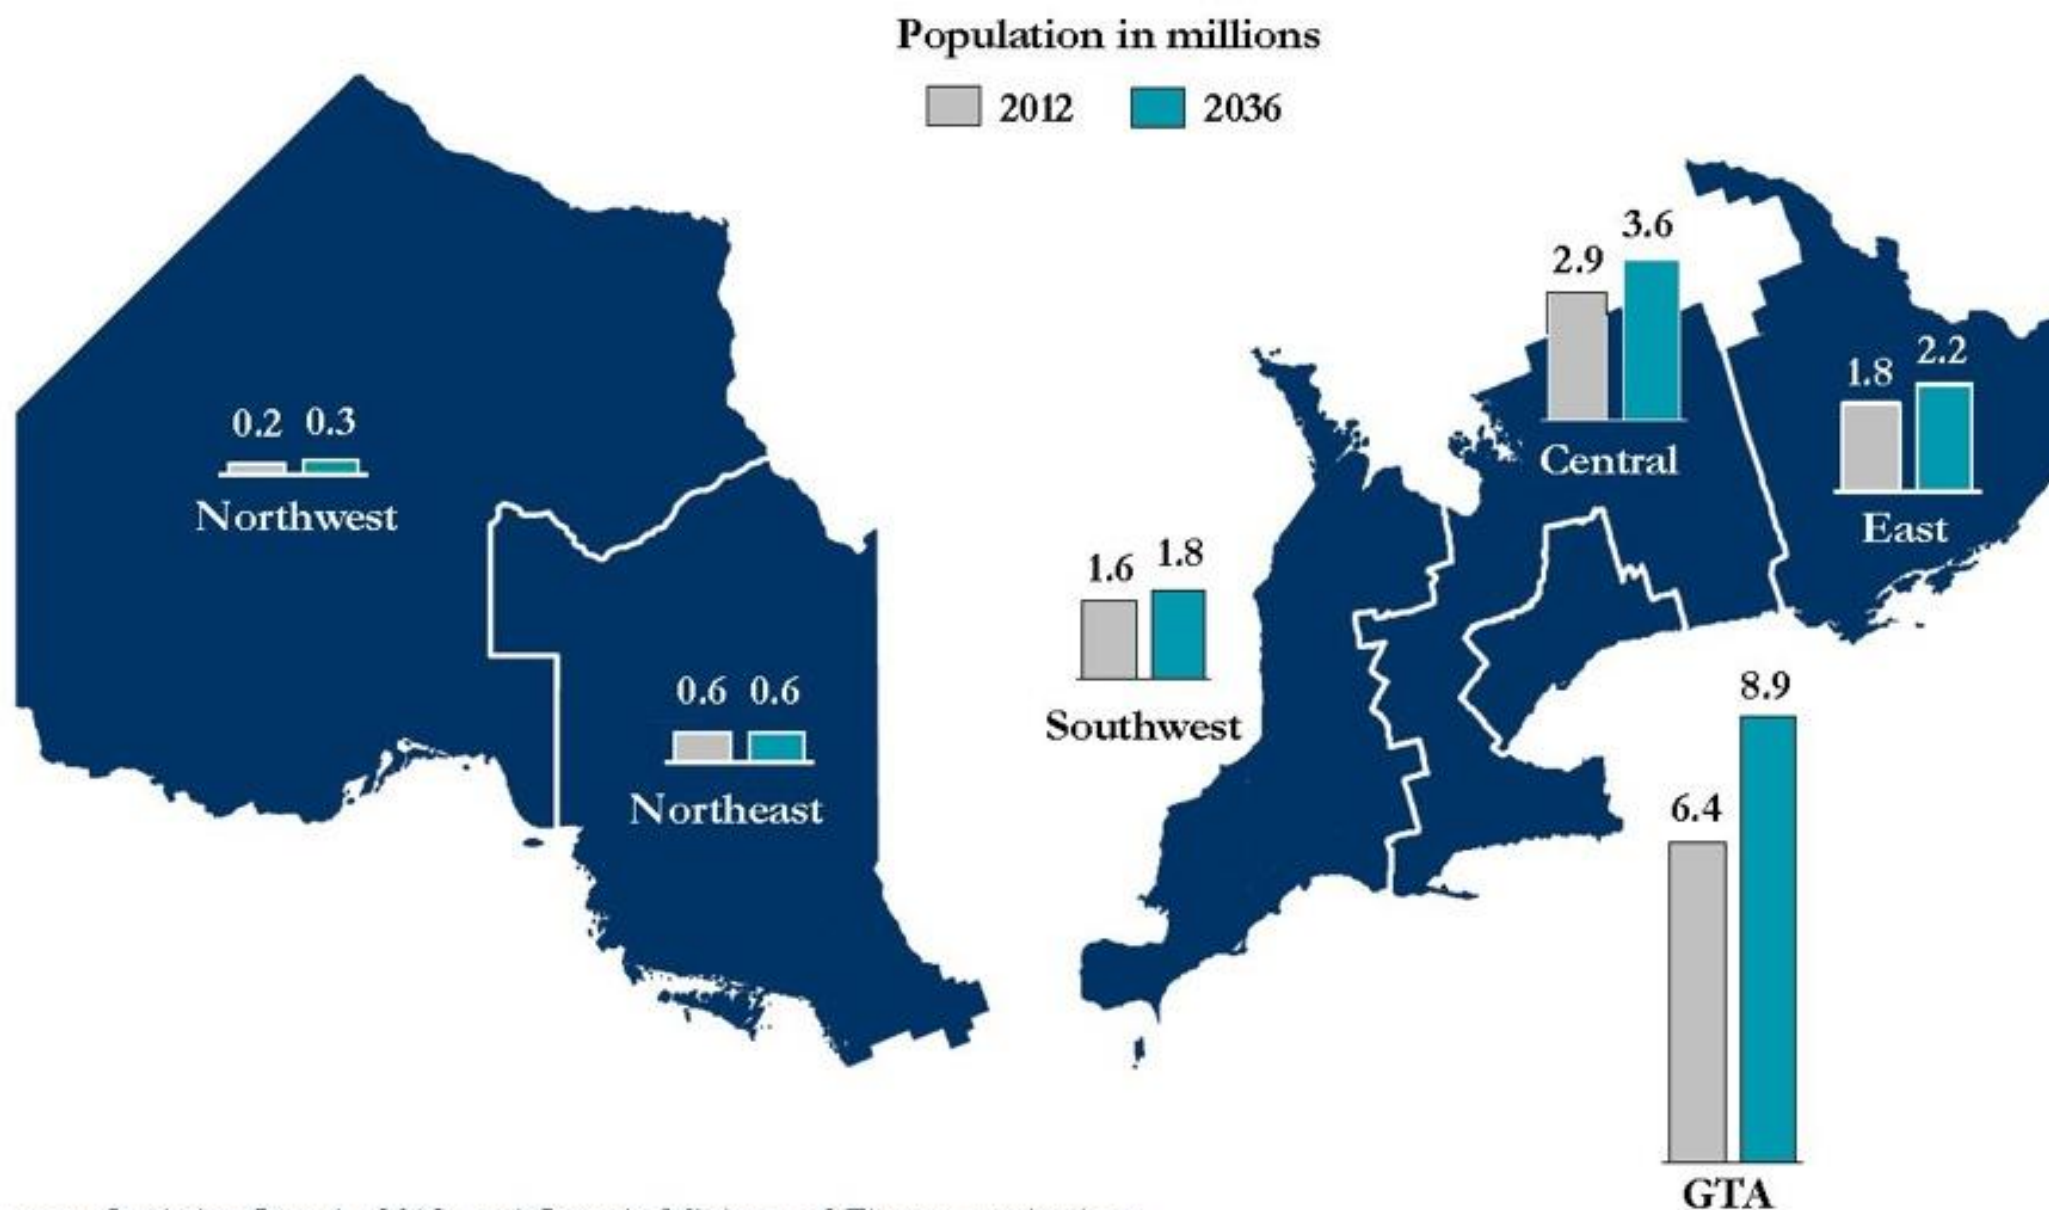 Population in millions
2012 2036
0.2 0.3
Northwest
0.6 0.6
Northeast
1.6 1.8
Southwest
2.9 3.6
Central
1.8 2.2
East
6.4 8.9
GTA